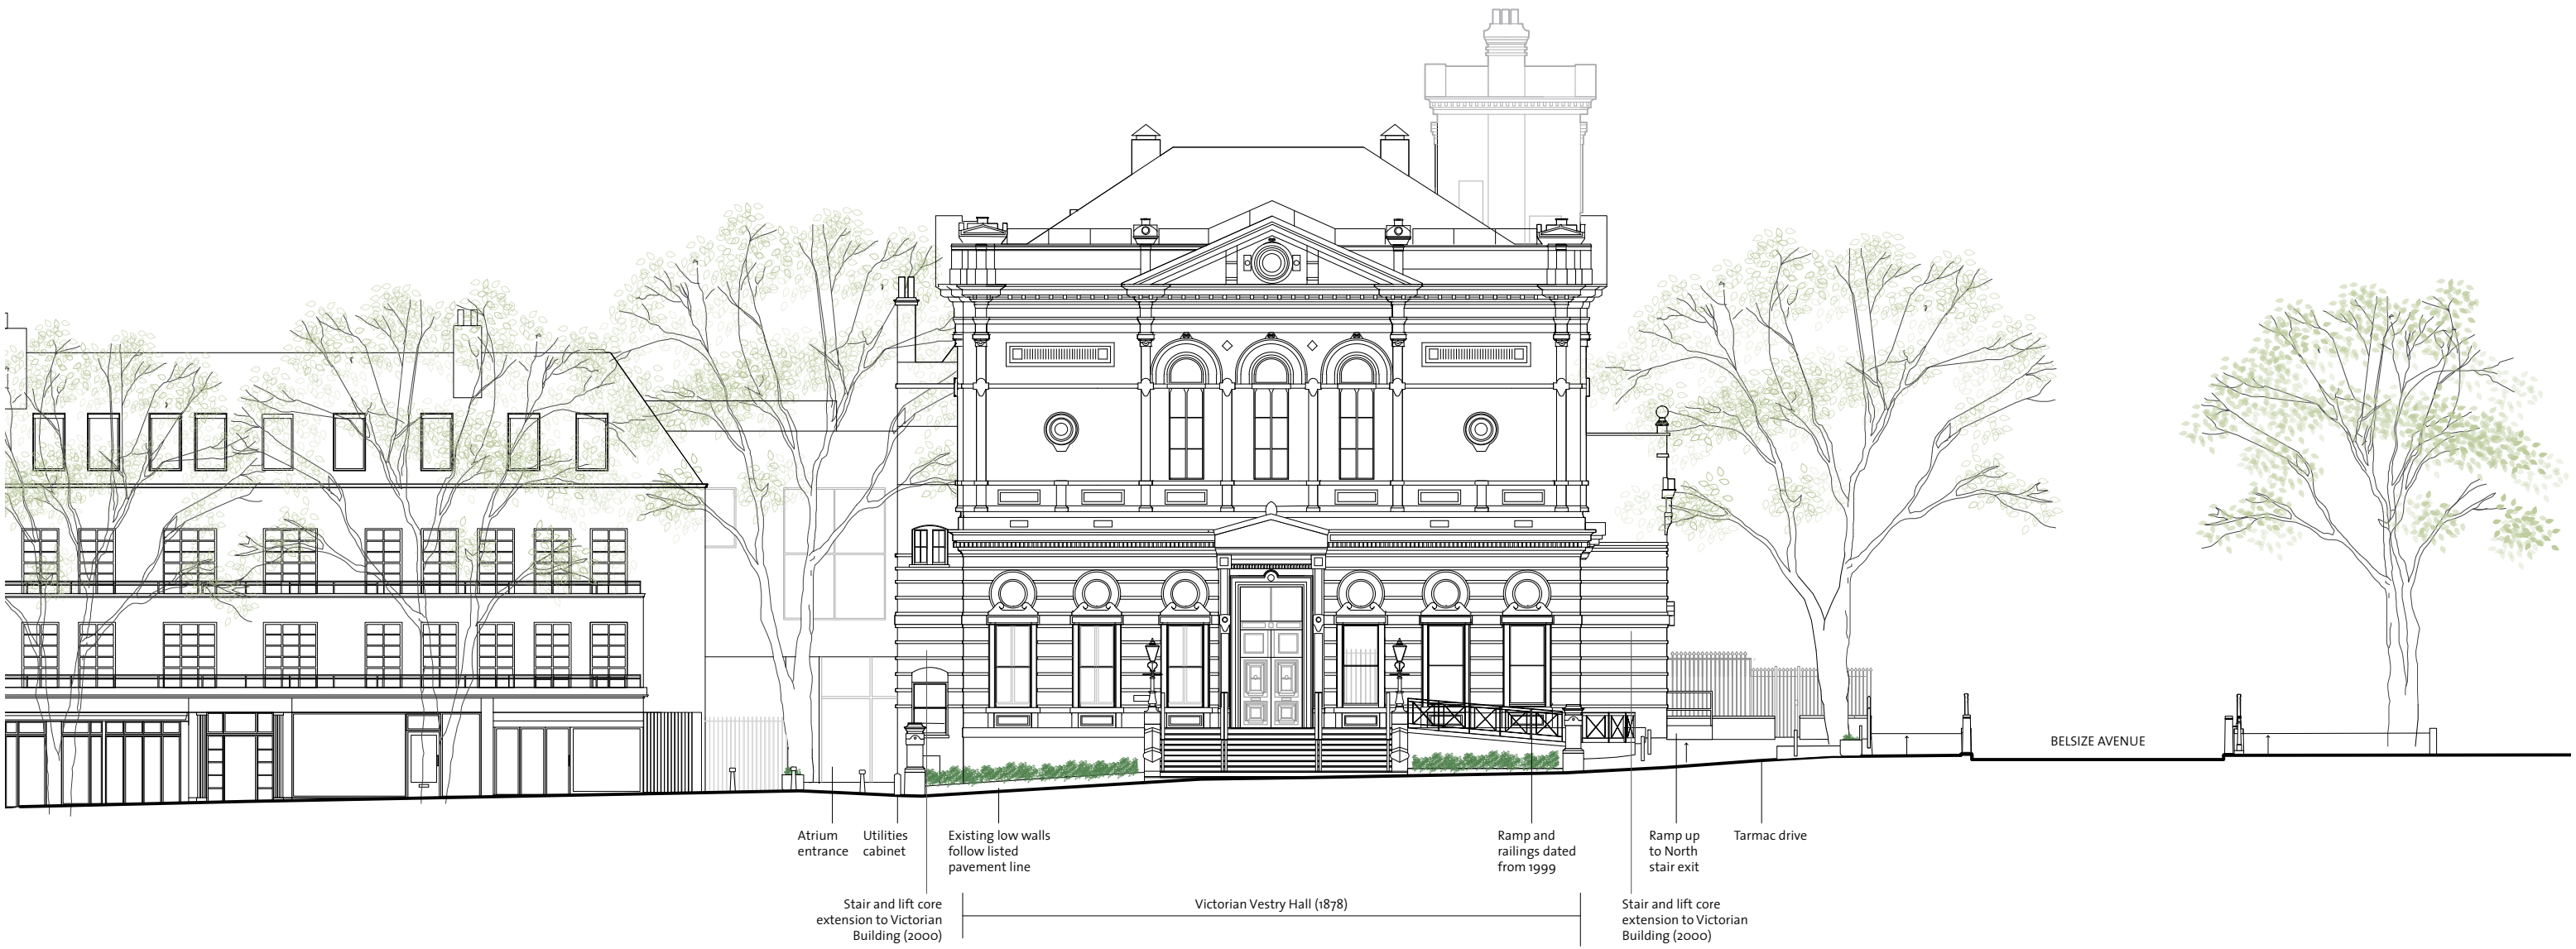 BELSIZE AVENUE
Atrium
entrance
Utilities
cabinet
Existing low walls
follow listed
pavement line
Ramp and
railings dated
from 1999
Ramp up
to North
stair exit
Tarmac drive
Stair and lift core
extension to Victorian
Building (2000)
Victorian Vestry Hall (1878)
Stair and lift core
extension to Victorian
Building (2000)